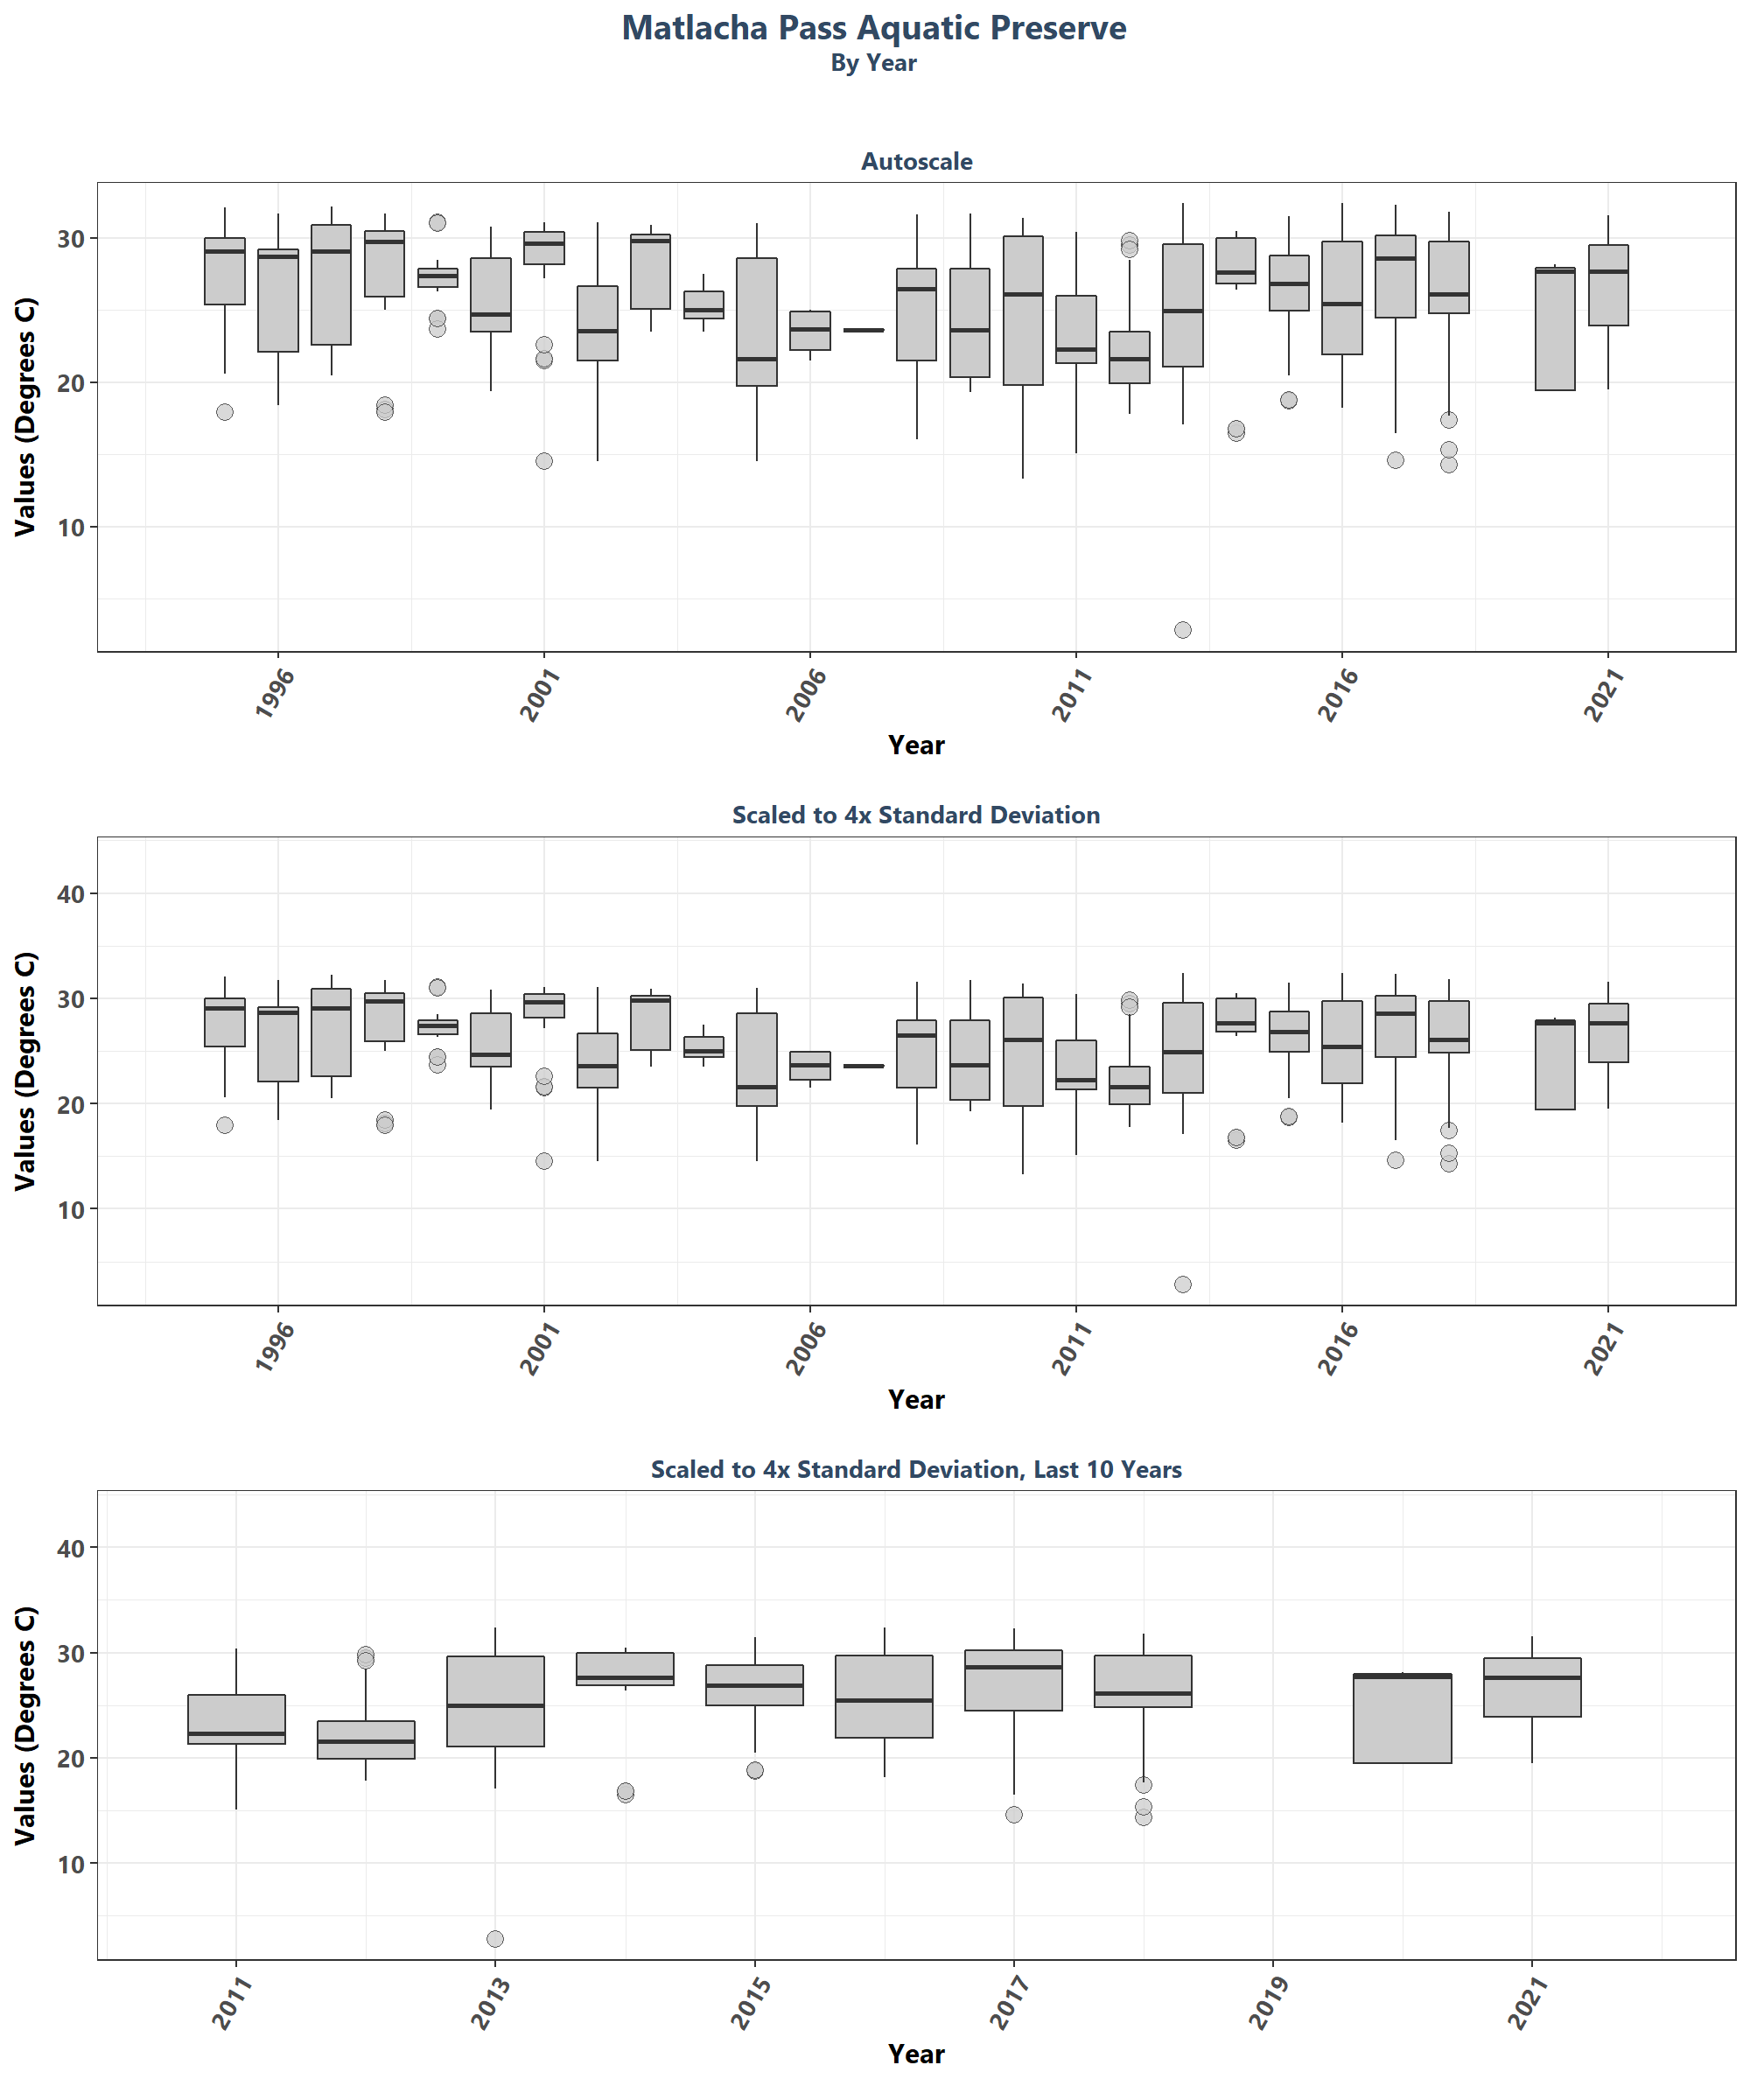 Matlacha Pass Aquatic Preserve
By Year
Autoscale
Values (Degrees C)
30
20
10
1996
2001
2006
2011
2016
2021
Year
Scaled to 4x Standard Deviation
Values (Degrees C)
40
30
20
10
1996
2001
2006
2011
2016
2021
Year
Scaled to 4x Standard Deviation, Last 10 Years
Values (Degrees C)
40
30
20
10
2011
2013
2015
2017
2019
2021
Year